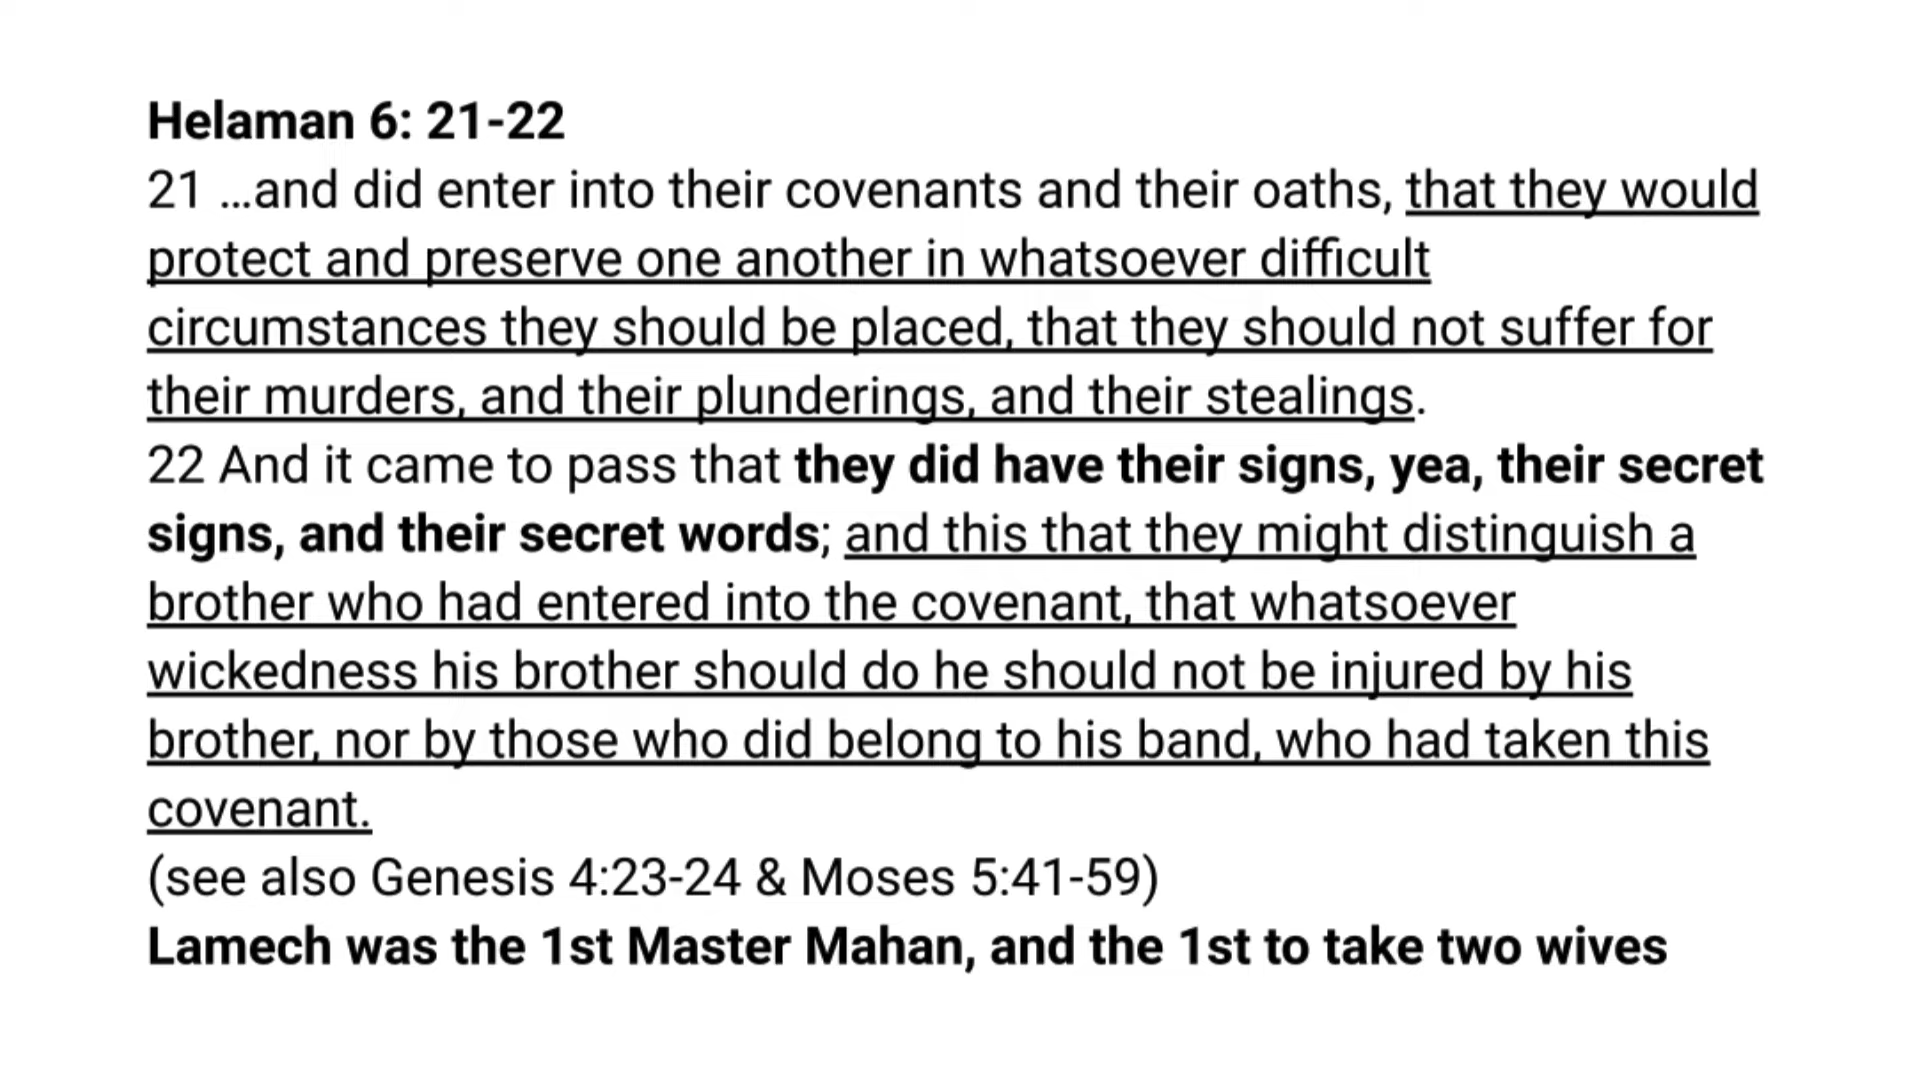 Helaman 6: 21-22
21 ...and did enter into their covenants and their oaths, that they would
protect and preserve one another in whatsoever difficult
circumstances they should be placed, that they should not suffer for
their murders, and their plunderings, and their stealings.
22 And it came to pass that they did have their signs, yea, their secret
signs, and their secret words; and this that they might distinguish a
brother who had entered into the covenant, that whatsoever
wickedness his brother should do he should not be injured by his
brother, nor by those who did belong to his band, who had taken this
covenant.
(see also Genesis 4:23-24 & Moses 5:41-59)
Lamech was the 1st Master Mahan, and the 1st to take two wives